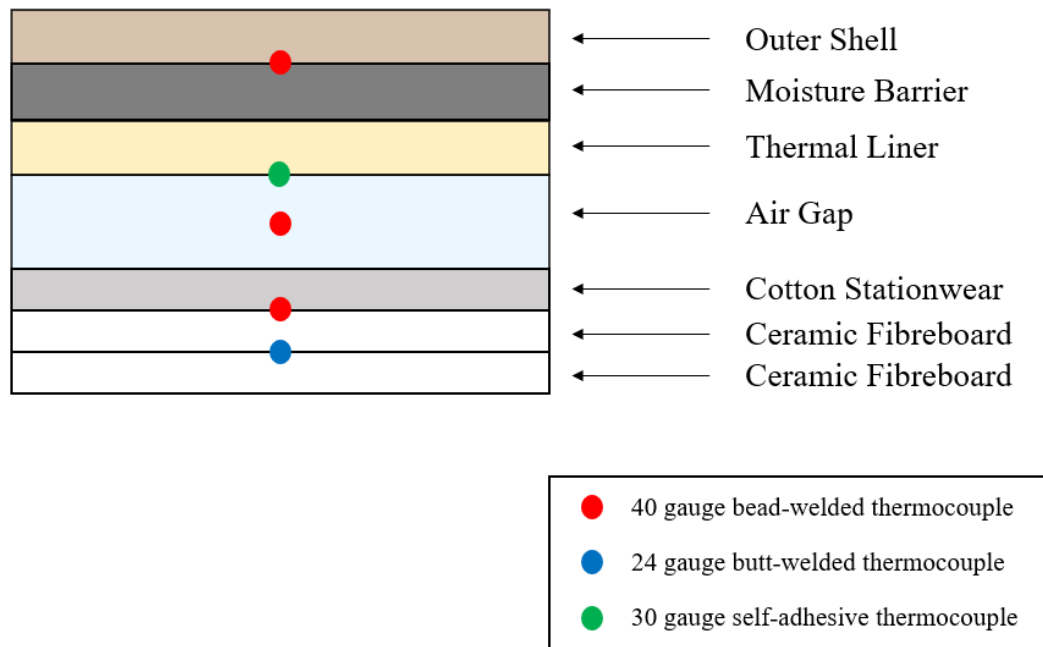 Outer Shell
Moisture Barrier
Thermal Liner
Air Gap
Cotton Stationwear
Ceramic Fibreboard
Ceramic Fibreboard
40 gauge bead-welded thermocouple
24 gauge butt-welded thermocouple
30 gauge self-adhesive thermocouple